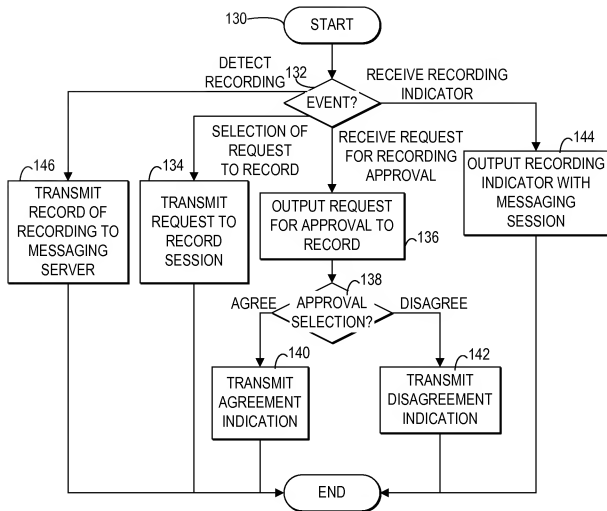 130
START
DETECT
RECORDING
132
EVENT?
RECEIVE RECORDING
INDICATOR
SELECTION OF
REQUEST
TO RECORD
RECEIVE REQUEST
FOR RECORDING
APPROVAL
146
TRANSMIT
RECORD OF
RECORDING TO
MESSAGING
SERVER
134
TRANSMIT
REQUEST TO
RECORD
SESSION
OUTPUT REQUEST
FOR APPROVAL TO
RECORD
136
144
OUTPUT RECORDING
INDICATOR WITH
MESSAGING
SESSION
138
APPROVAL
SELECTION?
AGREE
DISAGREE
140
TRANSMIT
AGREEMENT
INDICATION
142
TRANSMIT
DISAGREEMENT
INDICATION
END